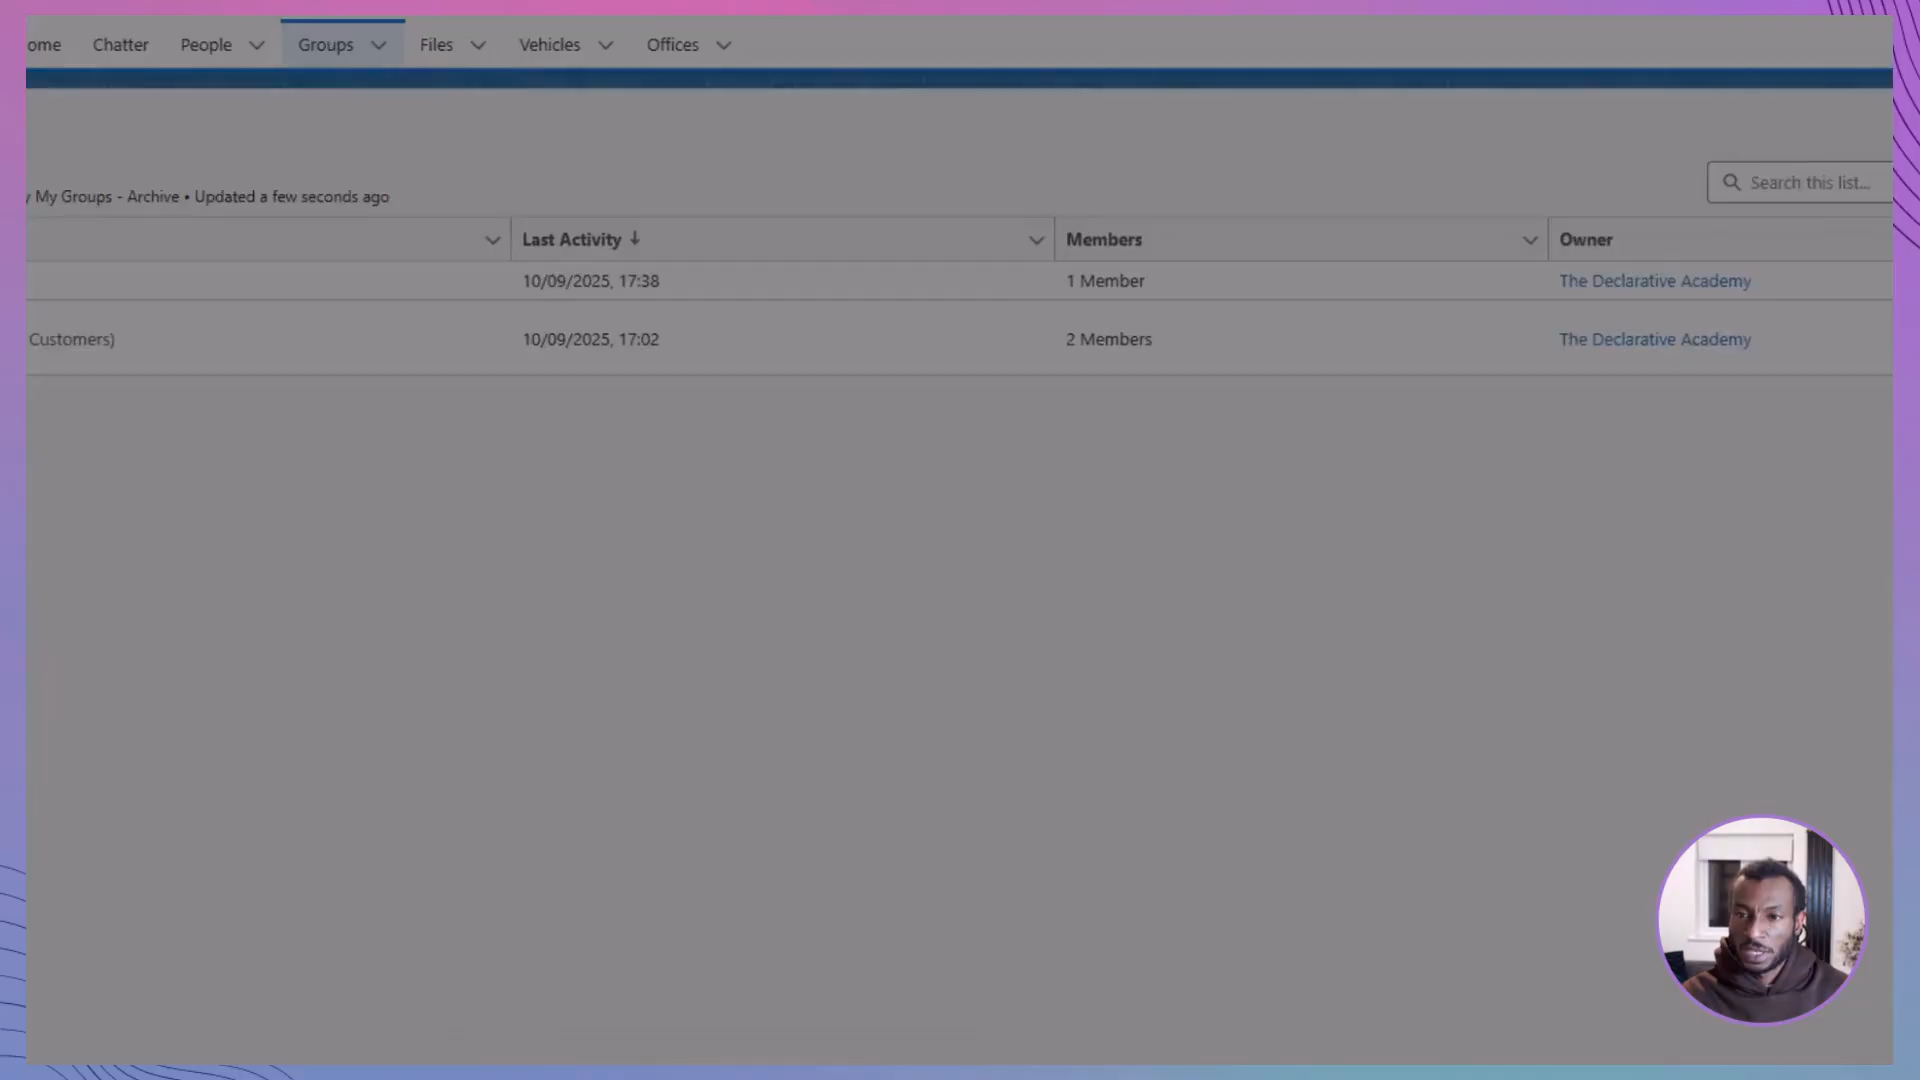 ome Chatter People Groups Files Vehicles Offices
y My Groups - Archive • Updated a few seconds ago
Search this list...
Last Activity Members Owner
10/09/2025, 17:38 1 Member The Declarative Academy
Customers) 10/09/2025, 17:02 2 Members The Declarative Academy